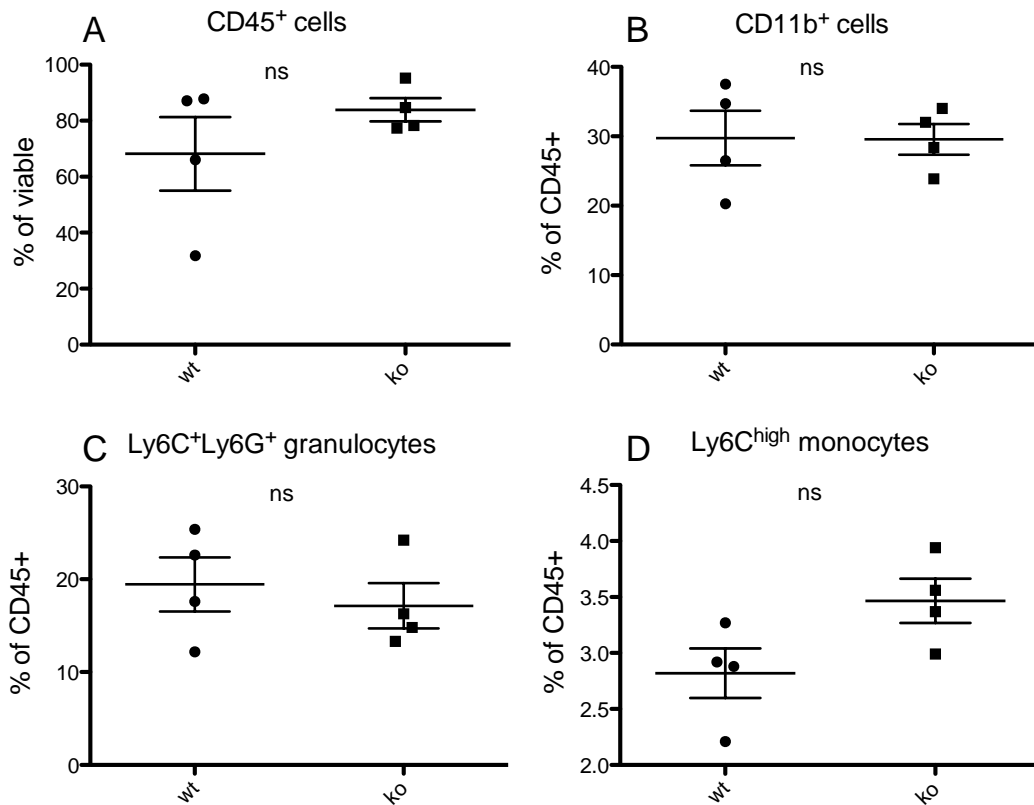 A
CD45⁺ cells
ns
% of viable
100
80
60
40
20
0
wt
ko
B
CD11b⁺ cells
ns
% of CD45+
40
30
20
10
0
wt
ko
C
Ly6C⁺Ly6G⁺ granulocytes
ns
% of CD45+
30
20
10
0
wt
ko
D
Ly6Cʰⁱᵍʰ monocytes
ns
% of CD45+
4.5
4.0
3.5
3.0
2.5
2.0
wt
ko